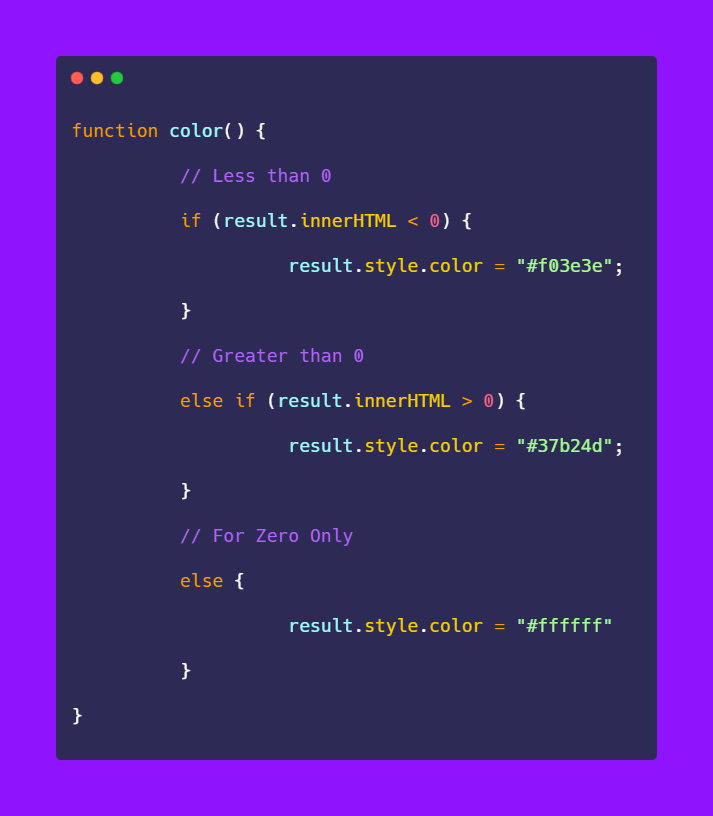 function color() {
// Less than 0
if (result.innerHTML < 0) {
result.style.color = "#f03e3e";
}
// Greater than 0
else if (result.innerHTML > 0) {
result.style.color = "#37b24d";
}
// For Zero Only
else {
result.style.color = "#ffffff"
}
}